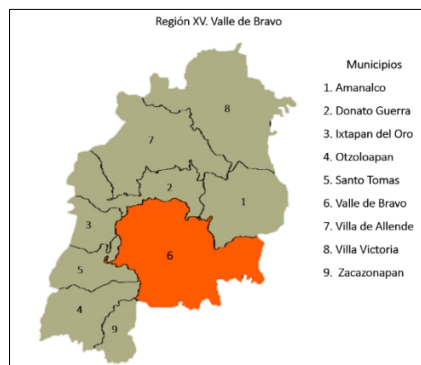 Región XV. Valle de Bravo
Municipios
1. Amanalco
2. Donato Guerra
3. Ixtapan del Oro
4. Otzoloapan
5. Santo Tomas
6. Valle de Bravo
7. Villa de Allende
8. Villa Victoria
9. Zacazonapan
8
7
2
1
3
6
5
4
9